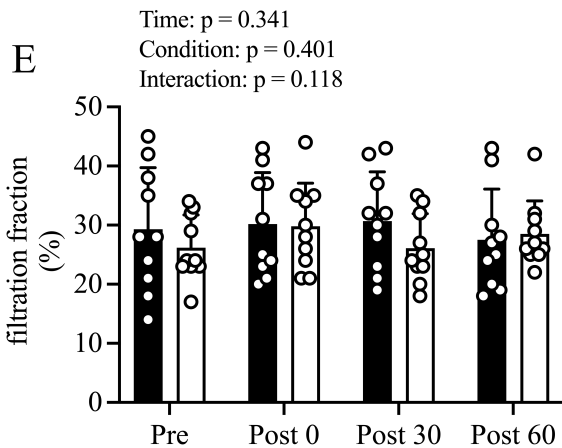 Time: p = 0.341
E
Condition: p = 0.401
Interaction: p = 0.118
filtration fraction
(%)
50
40
30
20
10
0
Pre
Post 0
Post 30
Post 60